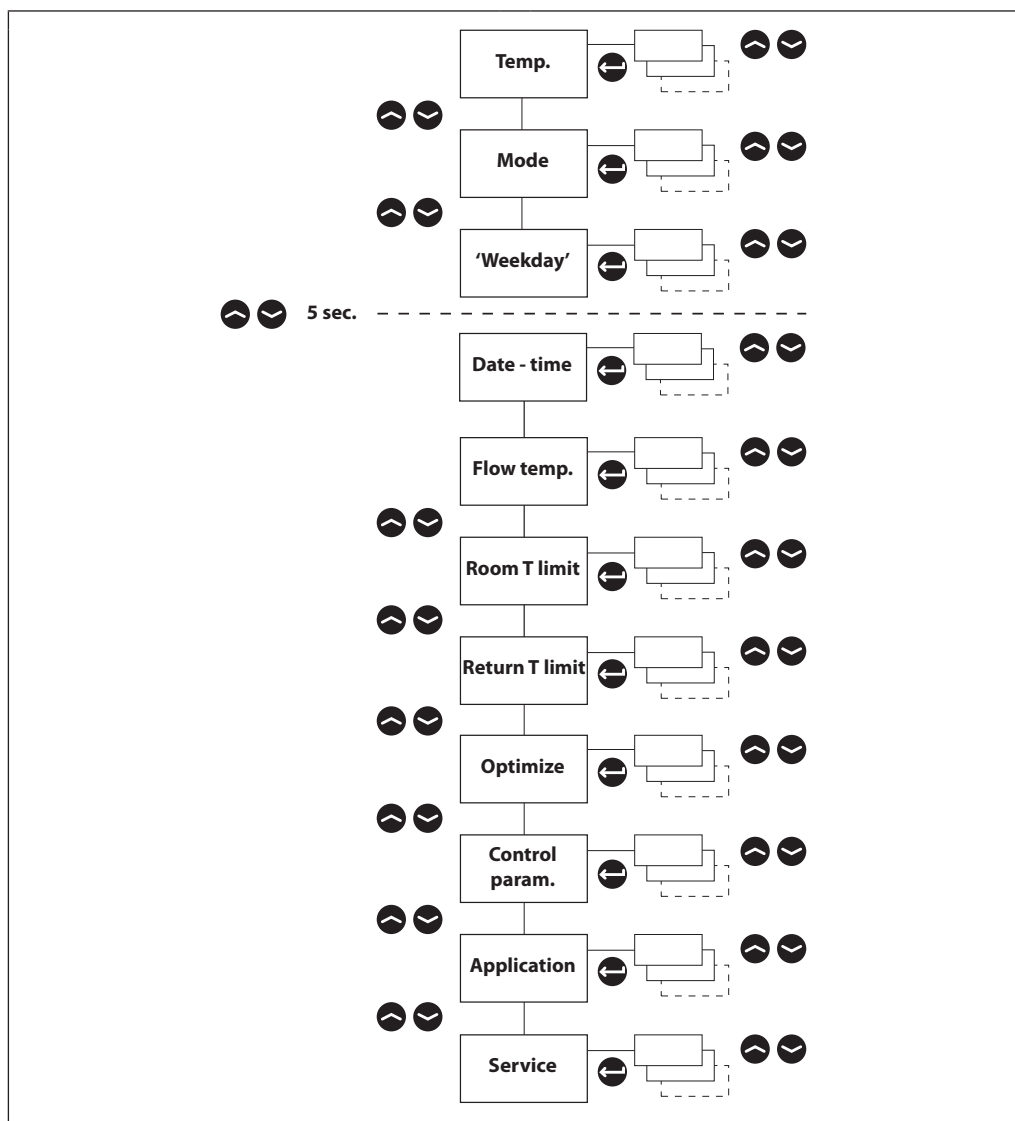 Temp.
Mode
‘Weekday’
5 sec.
Date - time
Flow temp.
Room T limit
Return T limit
Optimize
Control
param.
Application
Service